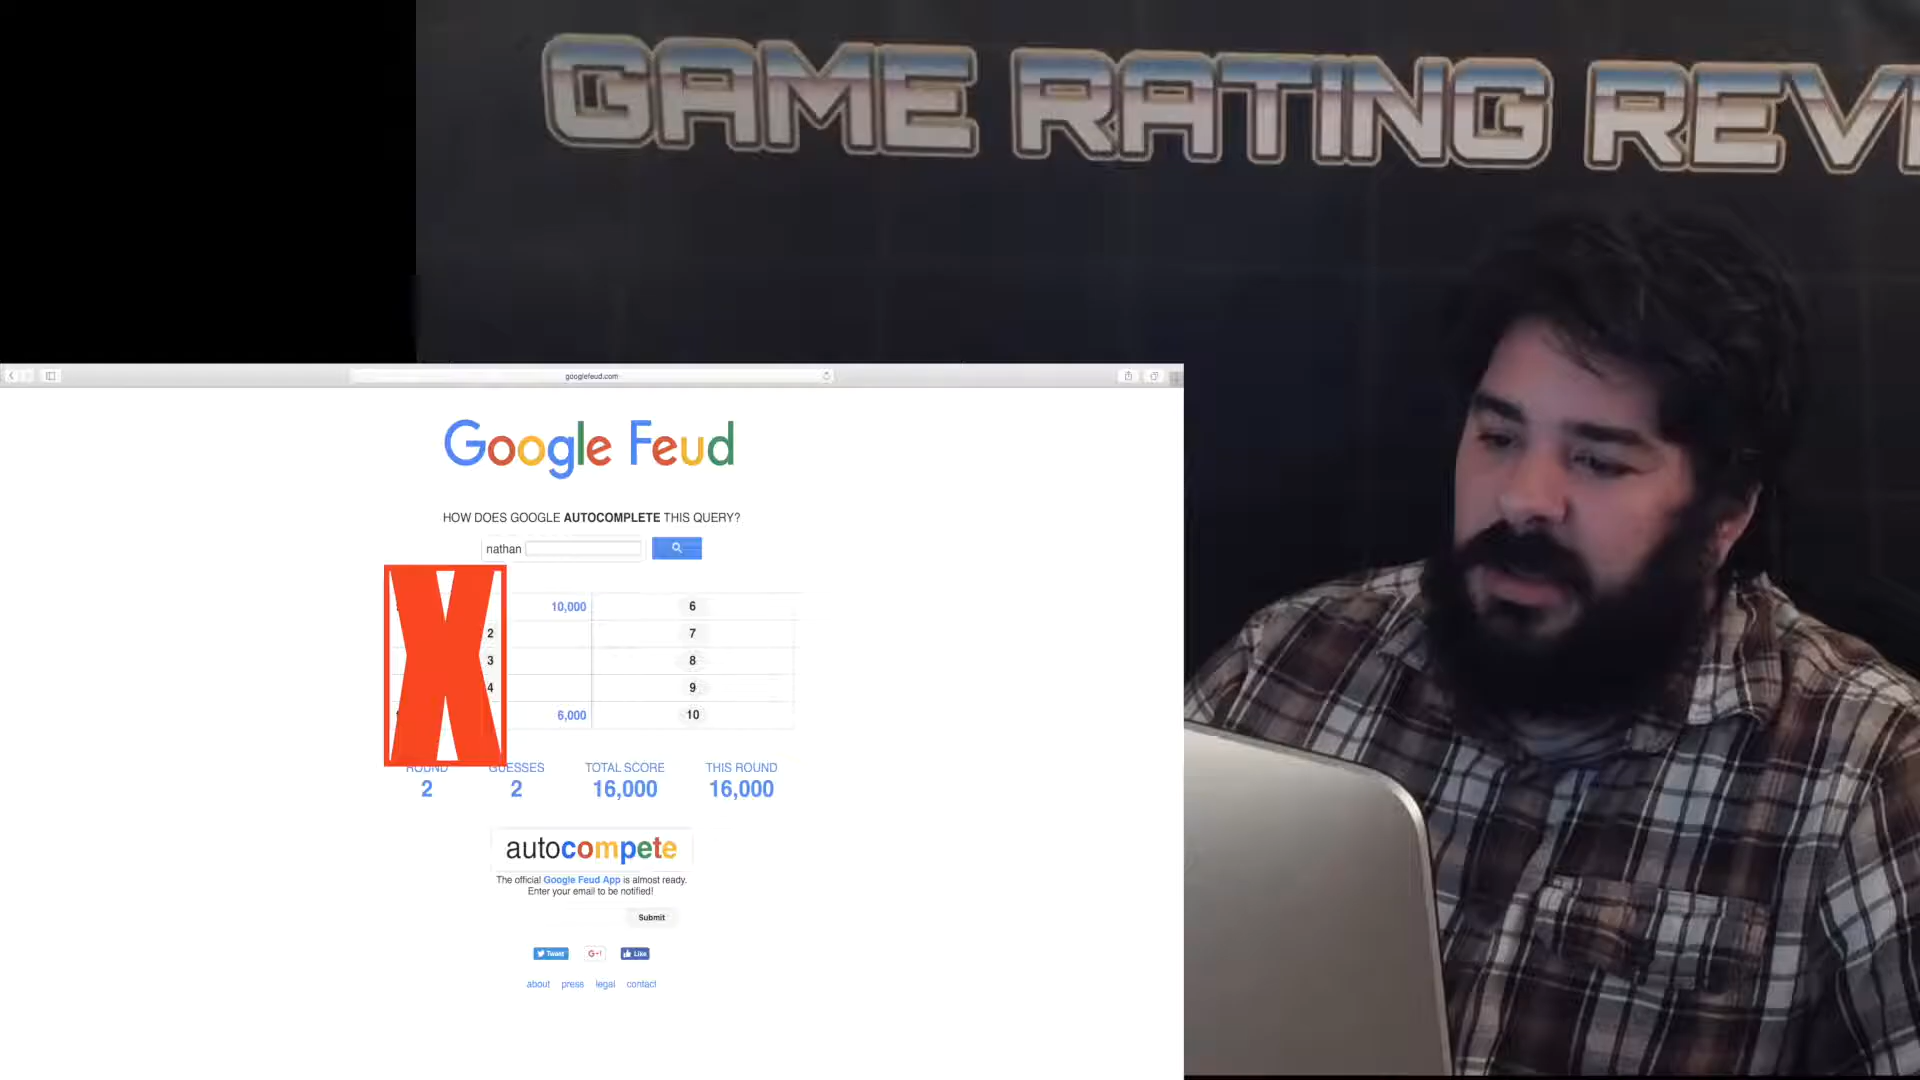 GAME RATING REV
googlefeud.com
Google Feud
HOW DOES GOOGLE AUTOCOMPLETE THIS QUERY?
nathan
X
10,000 6
2 7
3 8
4 9
6,000 10
ROUND GUESSES TOTAL SCORE THIS ROUND
2 2 16,000 16,000
autocompete
The official Google Feud App is almost ready.
Enter your email to be notified!
Submit
Tweet G+1 Like
about press legal contact